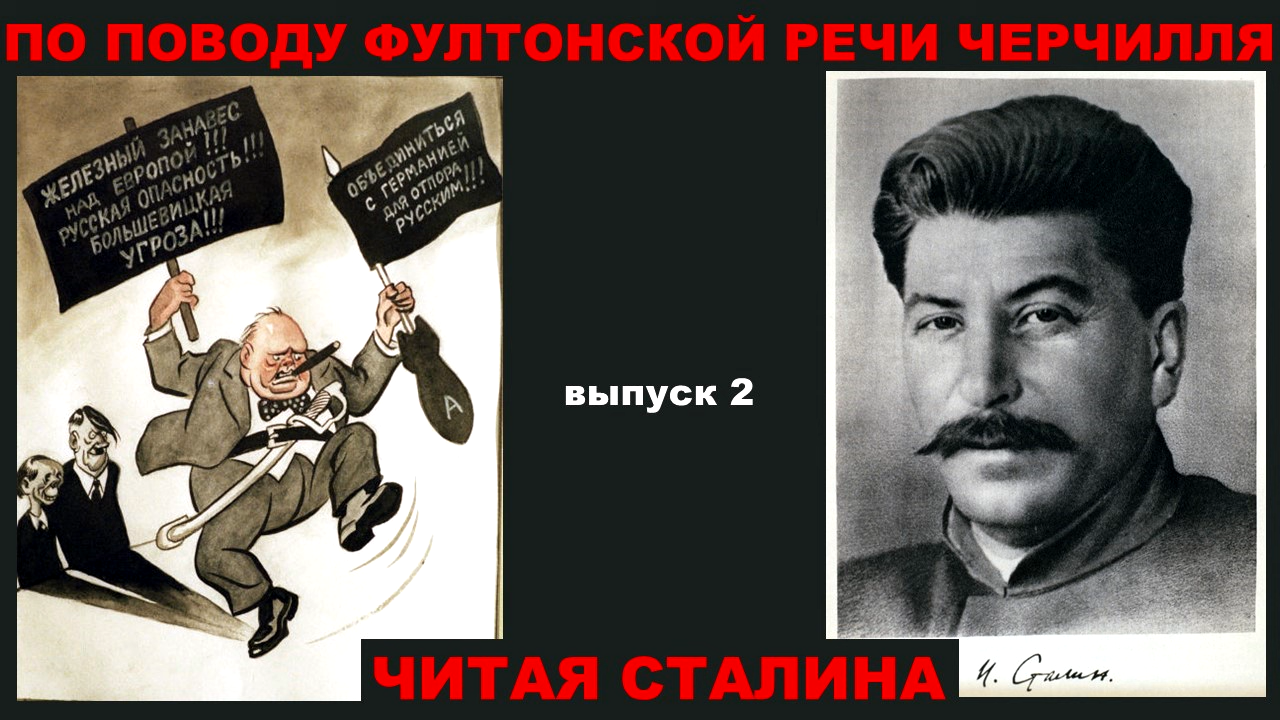 ПО ПОВОДУ ФУЛТОНСКОЙ РЕЧИ ЧЕРЧИЛЛЯ
ЖЕЛЕЗНЫЙ ЗАНАВЕС
НАД ЕВРОПОЙ!!!
РУССКАЯ ОПАСНОСТЬ!!!
БОЛЬШЕВИЦКАЯ
УГРОЗА!!!
ОБЪЕДИНИТЬСЯ
С ГЕРМАНИЕЙ
ДЛЯ ОТПОРА
РУССКИМ!!!
А
выпуск 2
ЧИТАЯ СТАЛИНА
И. Сталин.